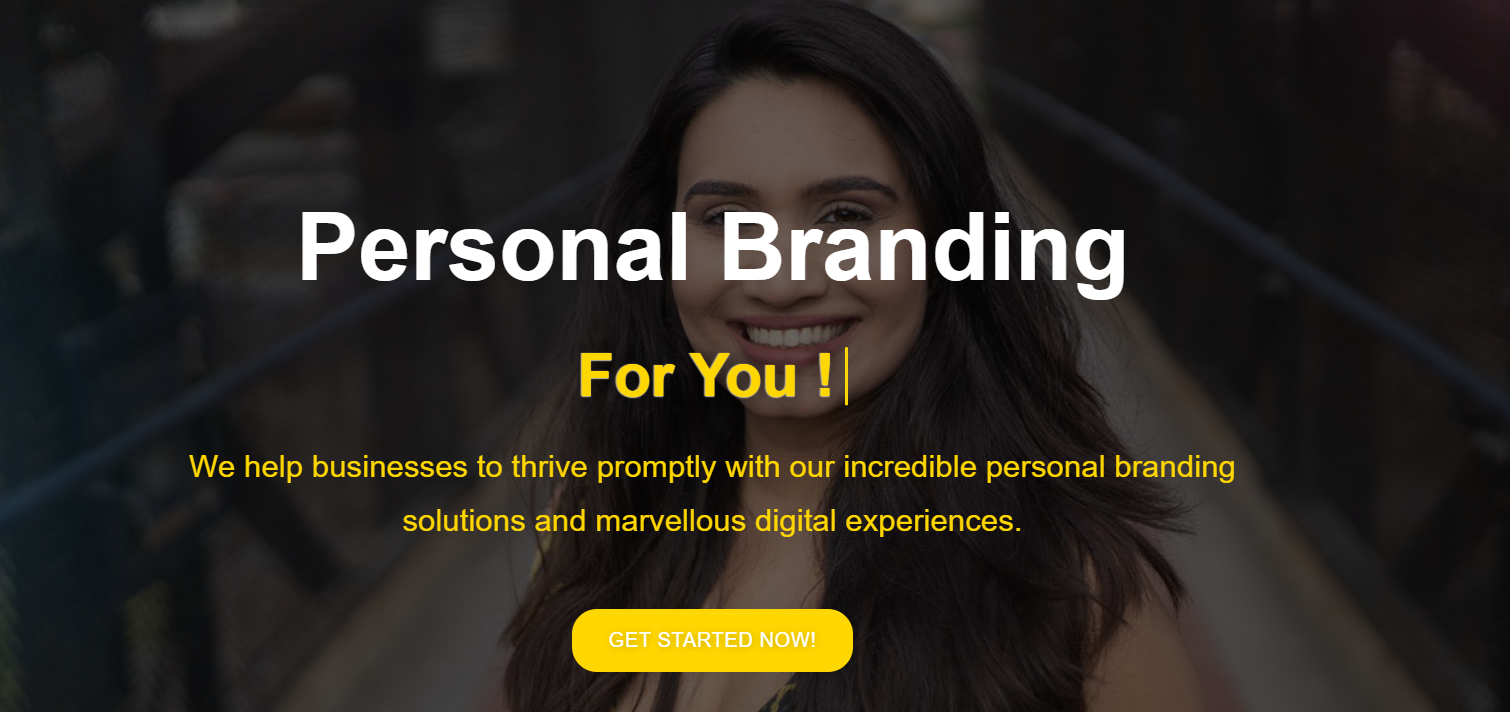 Personal Branding
For You !
We help businesses to thrive promptly with our incredible personal branding
solutions and marvellous digital experiences.
GET STARTED NOW!